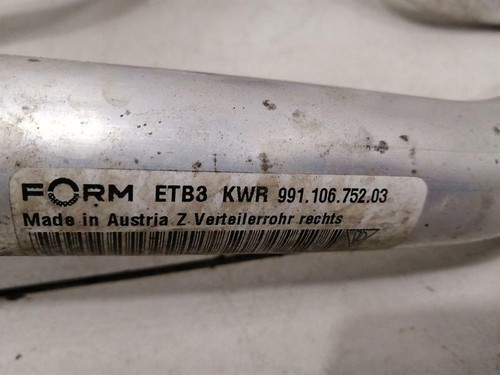 FORM ETB3 KWR 991.106.752.03
Made in Austria Z Verteilerrohr rechts